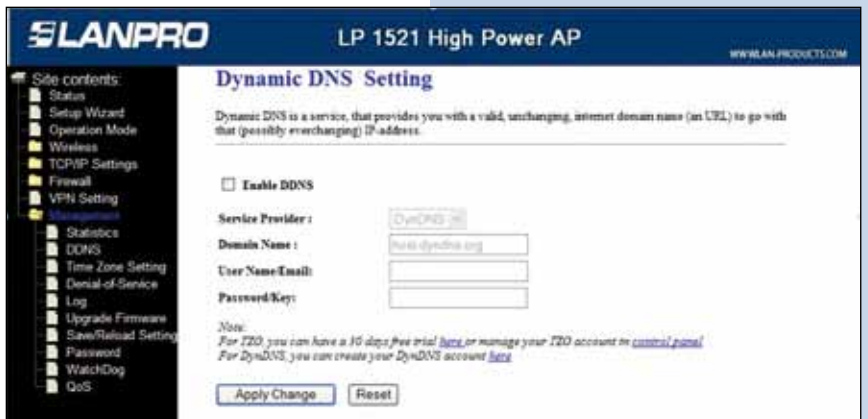 LANPRO
LP 1521 High Power AP
WWW.LAN-PRODUCTS.COM
Site contents:
Status
Setup Wizard
Operation Mode
Wireless
TCP/IP Settings
Firewall
VPN Setting
Management
Statistics
DDNS
Time Zone Setting
Denial-of-Service
Log
Upgrade Firmware
Save/Reload Setting
Password
WatchDog
QoS
Dynamic DNS Setting
Dynamic DNS is a service, that provides you with a valid, unchanging, internet domain name (an URL) to go with
that (possibly everchanging) IP-address.
Enable DDNS
Service Provider :
DynDNS
Domain Name :
host.dyndns.org
User Name/Email:
Password/Key:
Note:
For TZO, you can have a 30 days free trial here or manage your TZO account in control panel
For DynDNS, you can create your DynDNS account here
Apply Change
Reset